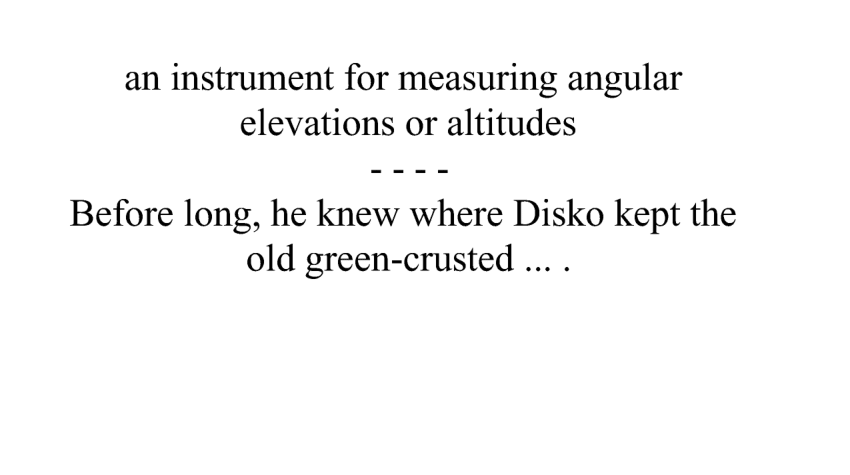 an instrument for measuring angular
elevations or altitudes
- - - -
Before long, he knew where Disko kept the
old green-crusted ... .